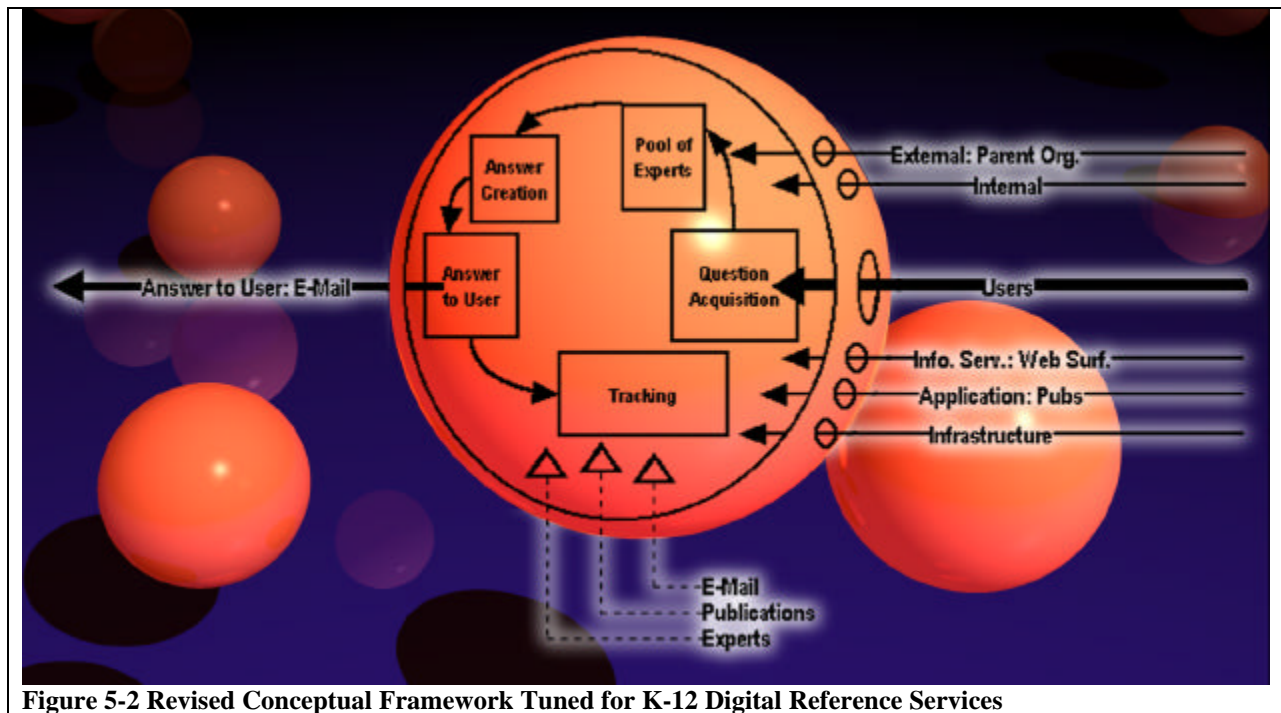 Pool of
Experts
Answer
Creation
External: Parent Org.
Internal
Answer to User: E-Mail
Answer
to User
Question
Acquisition
Users
Info. Serv.: Web Surf.
Tracking
Application: Pubs
Infrastructure
E-Mail
Publications
Experts
Figure 5-2 Revised Conceptual Framework Tuned for K-12 Digital Reference Services